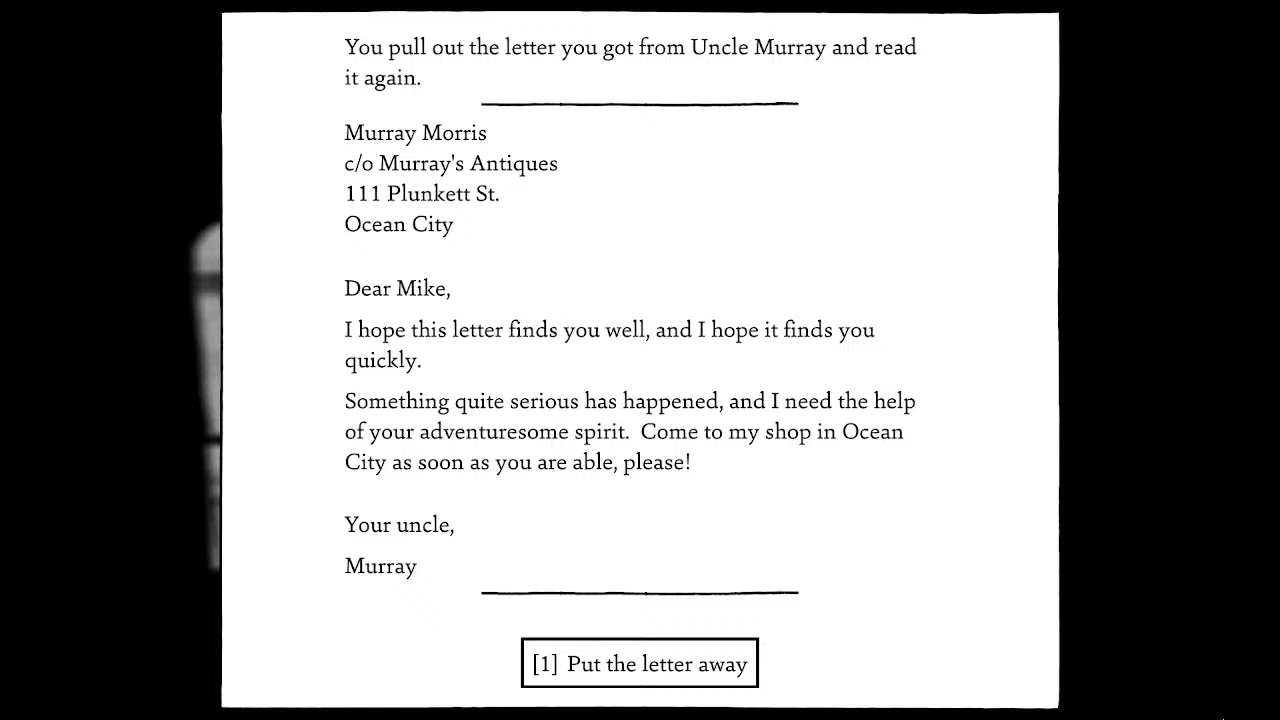 You pull out the letter you got from Uncle Murray and read
it again.
Murray Morris
c/o Murray's Antiques
111 Plunkett St.
Ocean City
Dear Mike,
I hope this letter finds you well, and I hope it finds you
quickly.
Something quite serious has happened, and I need the help
of your adventuresome spirit.  Come to my shop in Ocean
City as soon as you are able, please!
Your uncle,
Murray
[1] Put the letter away